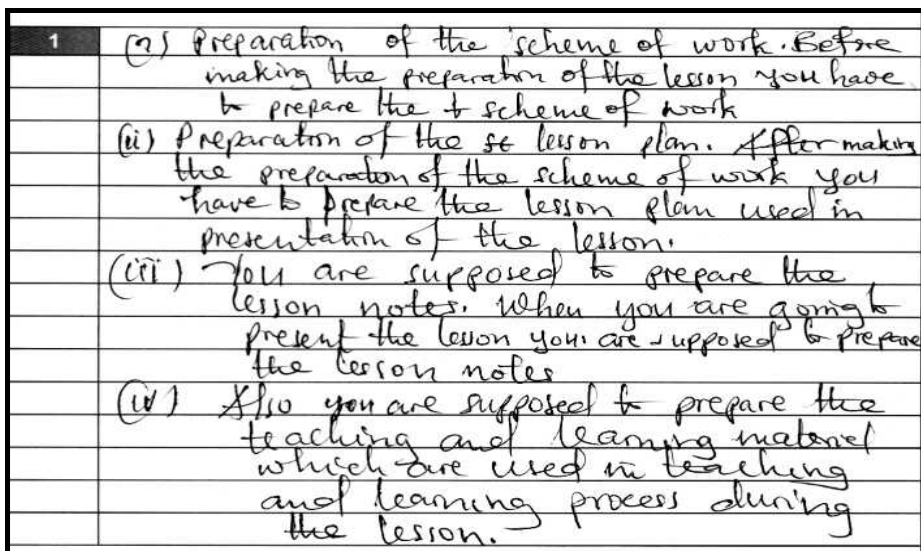 1 (i) Preparation of the scheme of work. Before
making the preparation of the lesson you have
to prepare the t scheme of work
(ii) Preparation of the se lesson plan. After making
the preparation of the scheme of work you
have to prepare the lesson plan used in
presentation of the lesson.
(iii) You are supposed to prepare the
lesson notes. When you are going to
present the lesson you are supposed to prepare
the lesson notes
(iv) Also you are supposed to prepare the
teaching and learning materiel
which are used in teaching
and learning process during
the lesson.